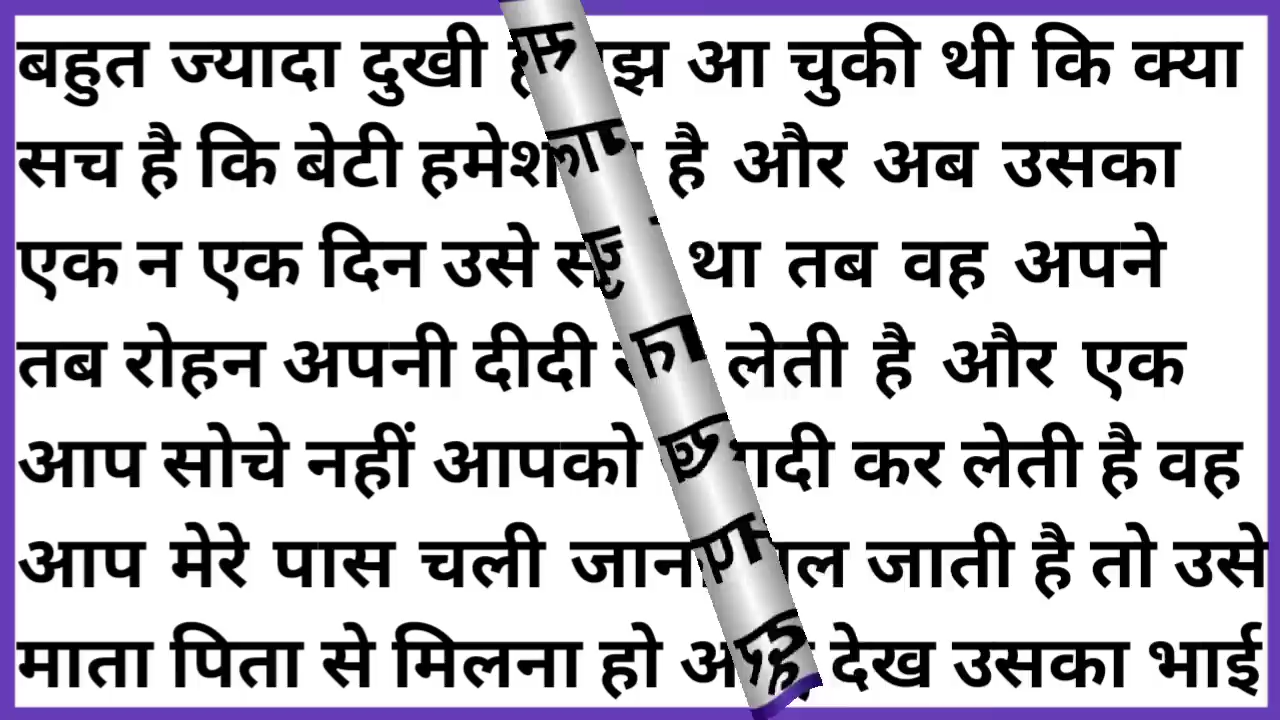 बहुत ज्यादा दुखी आ चुकी थी कि क्या
सच है कि बेटी है और अब उसका
एक न एक दिन उसे था तब वह अपने
तब रोहन अपनी दीदी लेती है और एक
आप सोचे नहीं आपको कर लेती है वह
आप मेरे पास चली जाती है तो उसे
माता पिता से मिलना हो देख उसका भाई